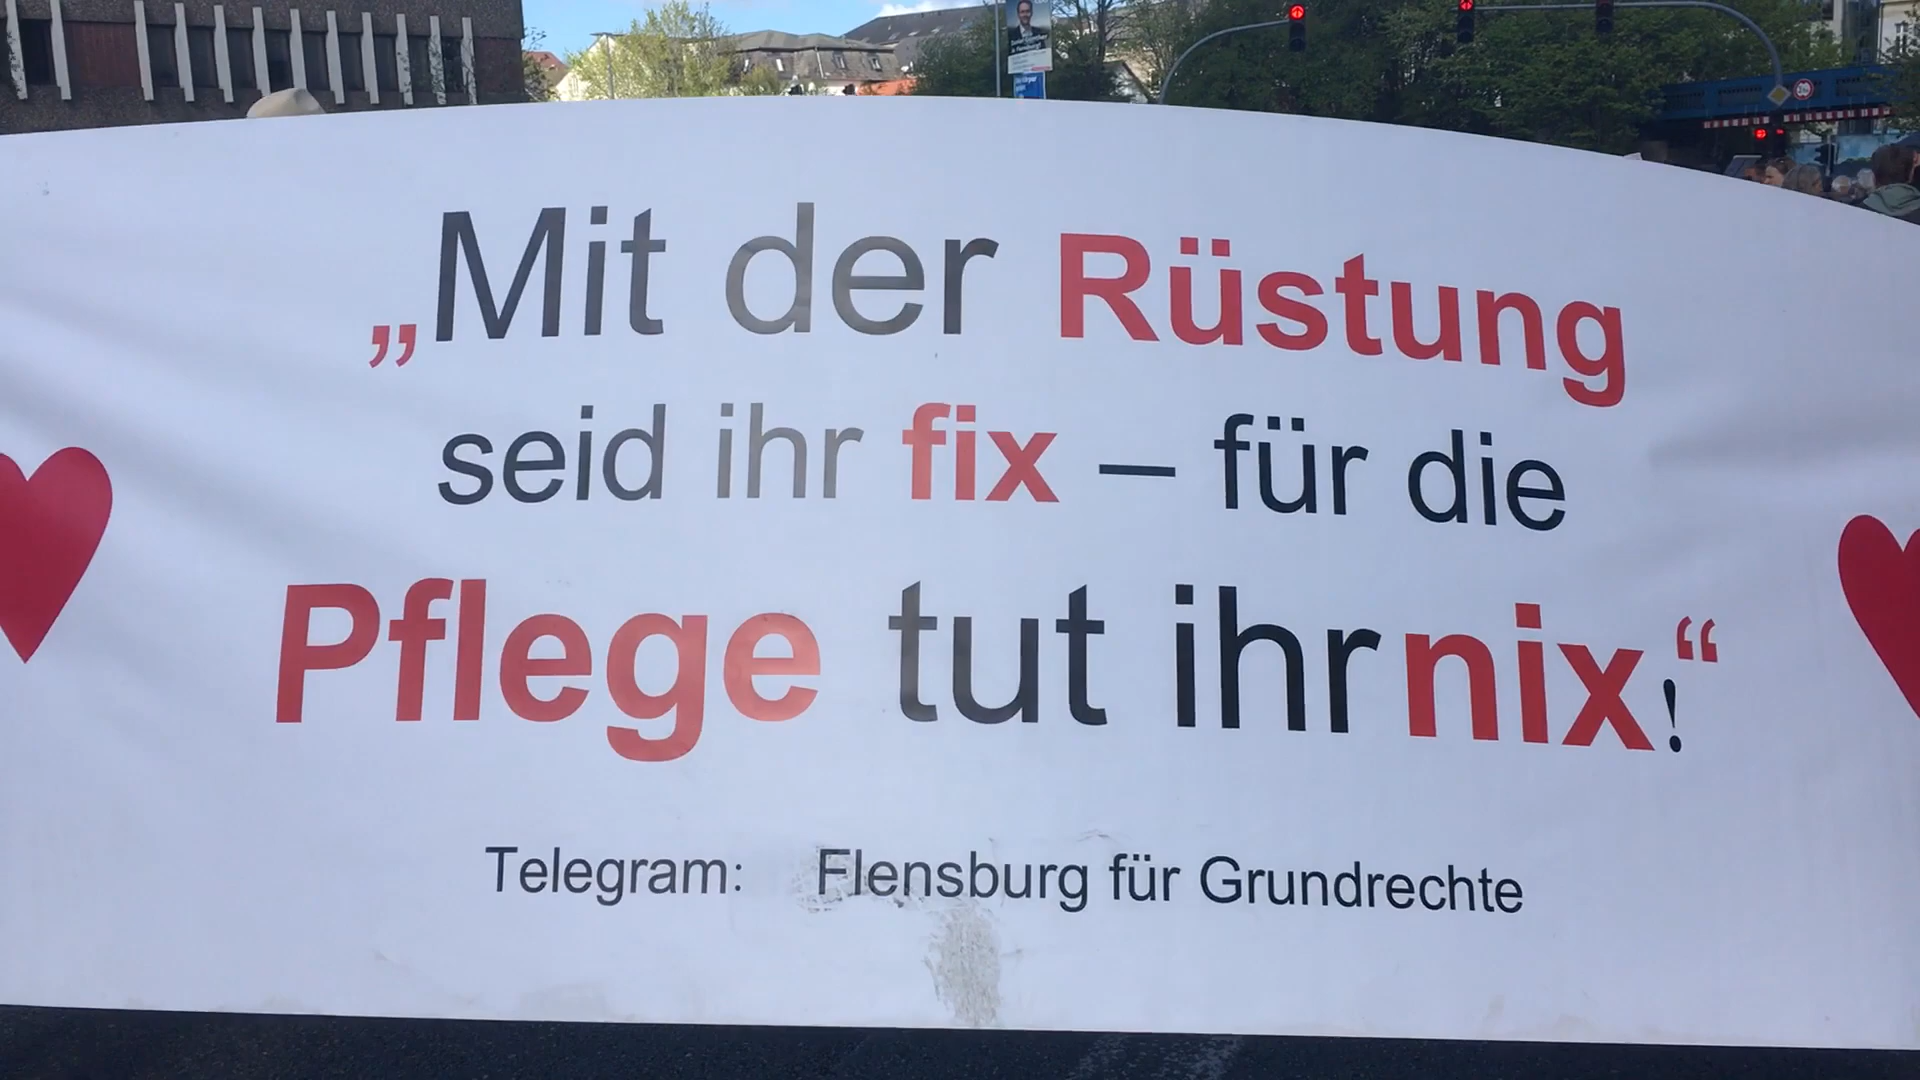 „Mit der Rüstung
seid ihr fix – für die
Pflege tut ihr nix!“
Telegram: Flensburg für Grundrechte